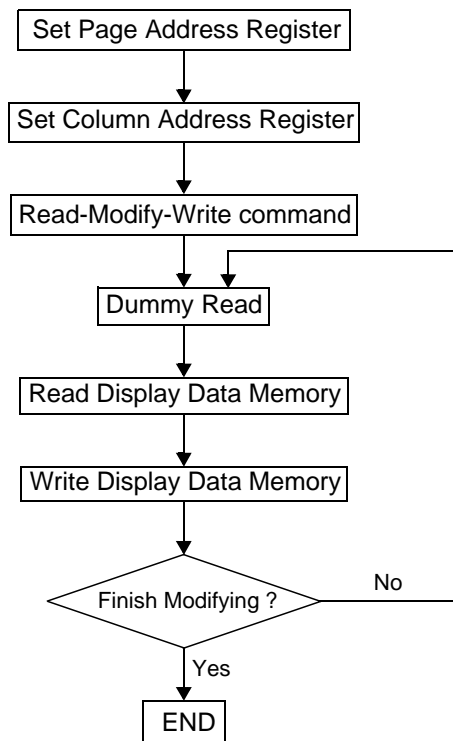 Set Page Address Register
Set Column Address Register
Read-Modify-Write command
Dummy Read
Read Display Data Memory
Write Display Data Memory
Finish Modifying ?
No
Yes
END